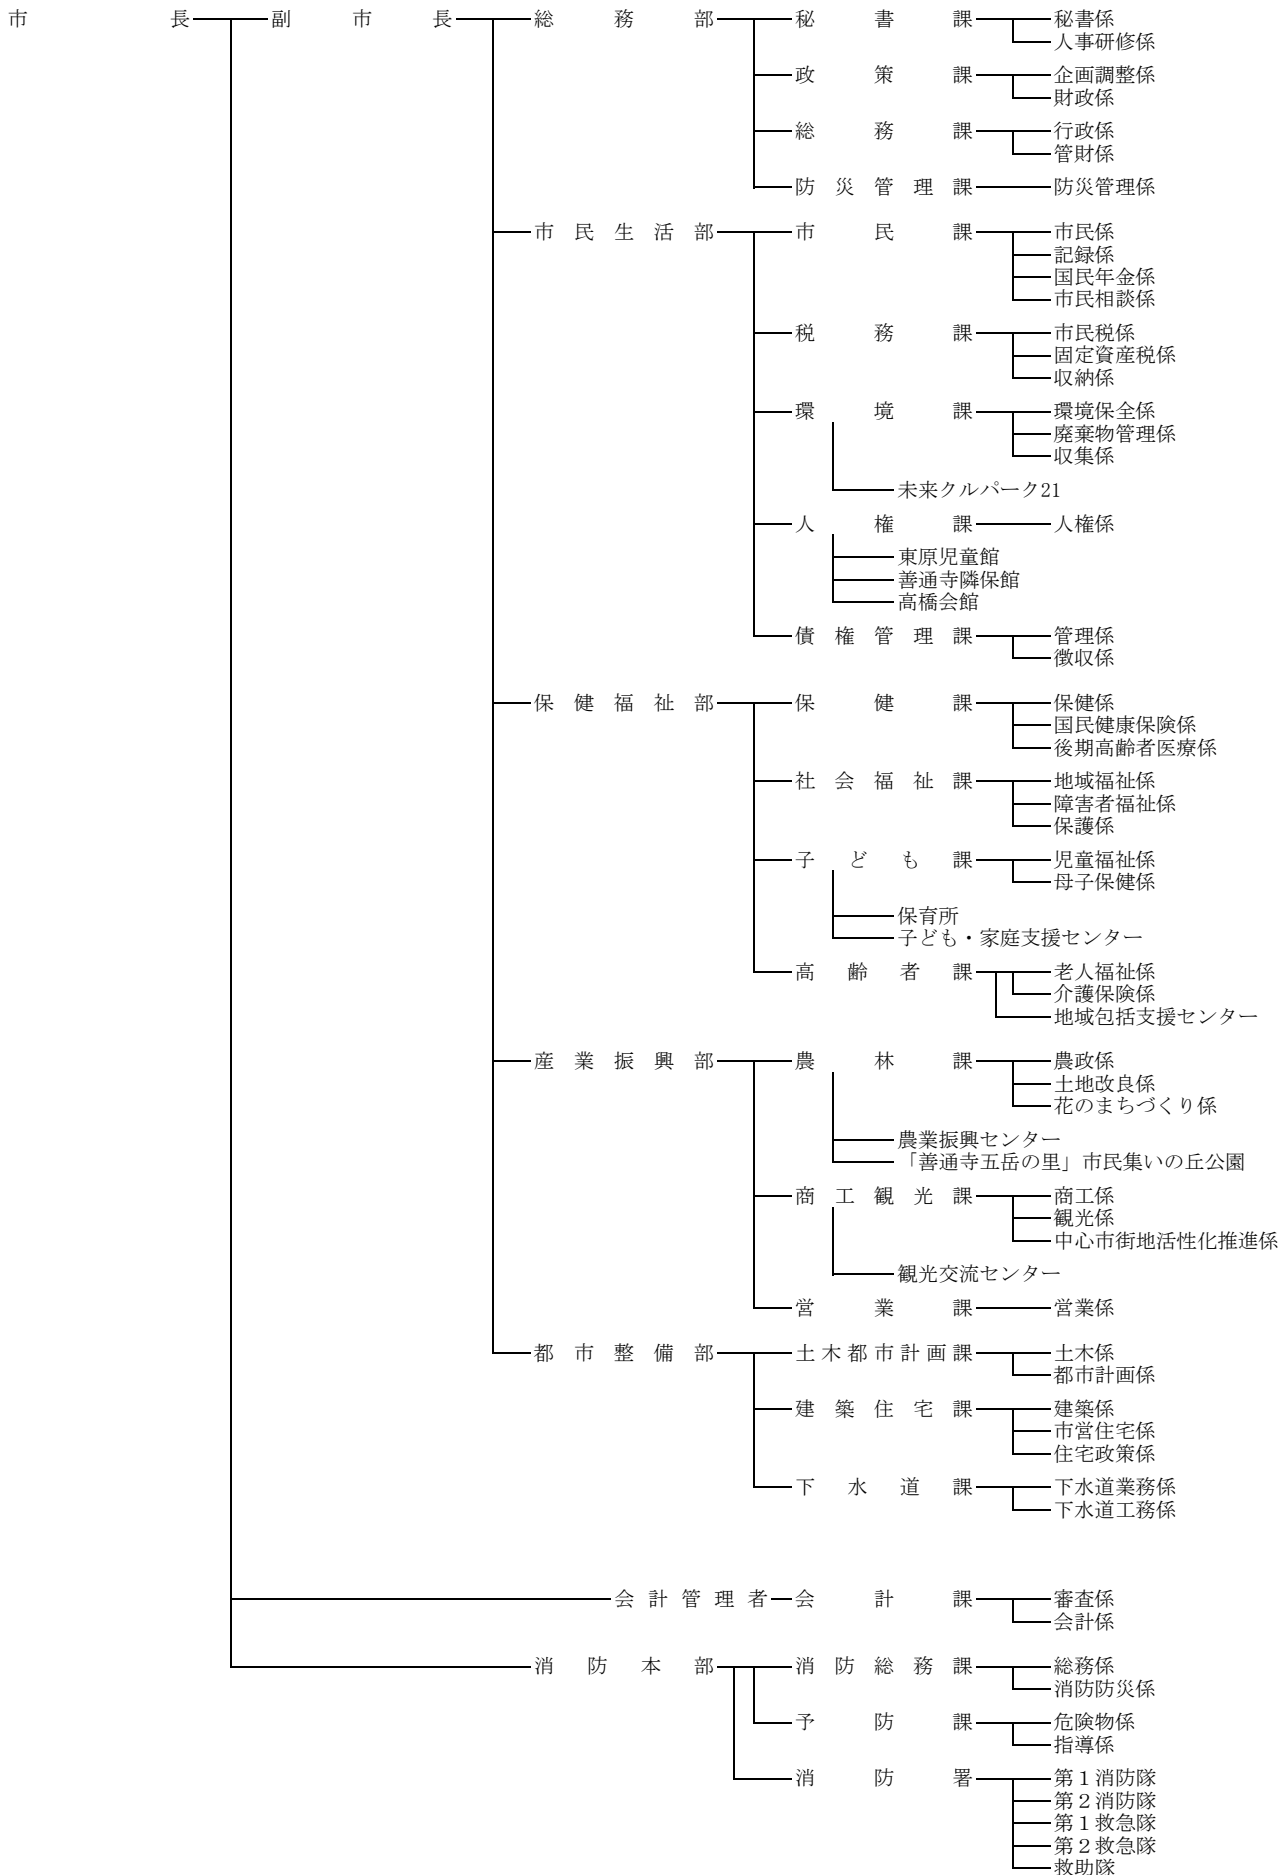 市長 副市長 総務部 秘書課 秘書係
人事研修係
政策課 企画調整係
財政係
総務課 行政係
管財係
防災管理課 防災管理係
市民生活部 市民課 市民係
記録係
国民年金係
市民相談係
税務課 市民税係
固定資産税係
収納係
環境課 環境保全係
廃棄物管理係
収集係
未来クルパーク21
人権課 人権係
東原児童館
善通寺隣保館
高橋会館
債権管理課 管理係
徴収係
保健福祉部 保健課 保健係
国民健康保険係
後期高齢者医療係
社会福祉課 地域福祉係
障害者福祉係
保護係
子ども課 児童福祉係
母子保健係
保育所
子ども・家庭支援センター
高齢者課 老人福祉係
介護保険係
地域包括支援センター
産業振興部 農林課 農政係
土地改良係
花のまちづくり係
農業振興センター
「善通寺五岳の里」市民集いの丘公園
商工観光課 商工係
観光係
中心市街地活性化推進係
観光交流センター
営業課 営業係
都市整備部 土木都市計画課 土木係
都市計画係
建築住宅課 建築係
市営住宅係
住宅政策係
下水道課 下水道業務係
下水道工務係
会計管理者 会計課 審査係
会計係
消防本部 消防総務課 総務係
消防防災係
予防課 危険物係
指導係
消防署 第1消防隊
第2消防隊
第1救急隊
第2救急隊
救助隊